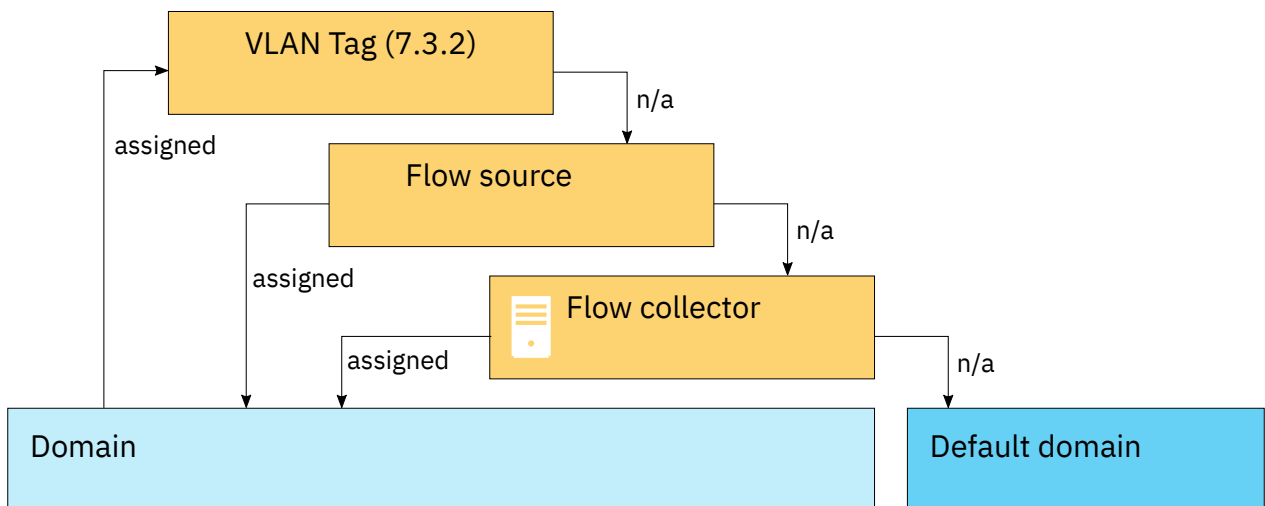 VLAN Tag (7.3.2)
n/a
assigned
Flow source
n/a
assigned
Flow collector
assigned
n/a
Domain
Default domain